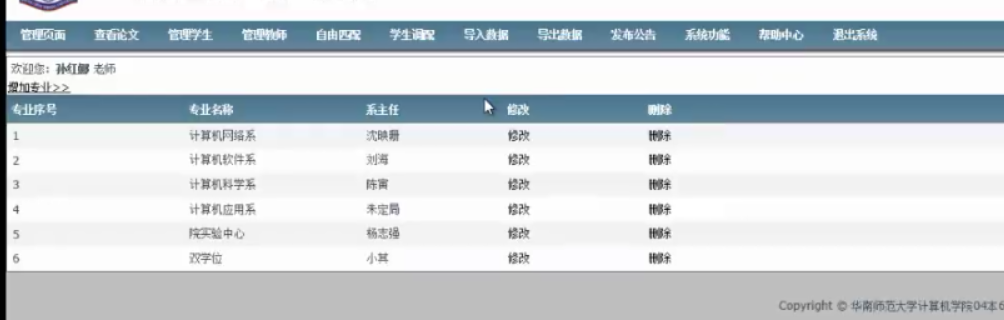 管理页面 查看论文 管理学生 管理教师 自由匹配 学生调配 导入数据 导出数据 发布公告 系统功能 帮助中心 退出系统
欢迎您：孙红 老师
增加专业>>
专业序号 专业名称 系主任 修改 删除
1 计算机网络系 沈映珊 修改 删除
2 计算机软件系 刘海 修改 删除
3 计算机科学系 陈寅 修改 删除
4 计算机应用系 朱定局 修改 删除
5 院实验中心 杨志强 修改 删除
6 双学位 小其 修改 删除
Copyright © 华南师范大学计算机学院04本6